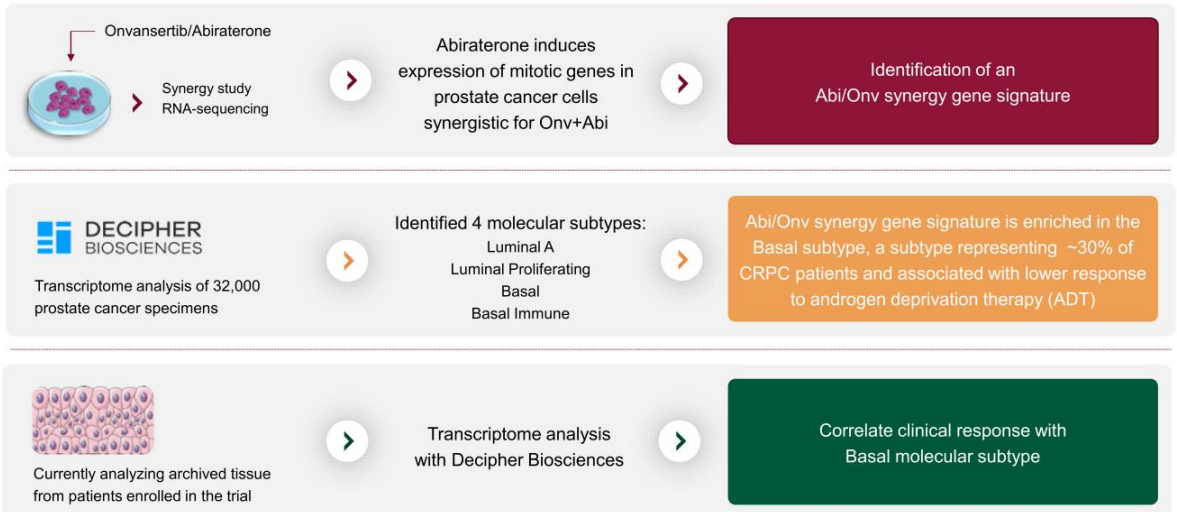 Onvansertib/Abiraterone
Synergy study
RNA-sequencing
Abiraterone induces
expression of mitotic genes in
prostate cancer cells
synergistic for Onv+Abi
Identification of an
Abi/Onv synergy gene signature
DECIPHER
BIOSCIENCES
Transcriptome analysis of 32,000
prostate cancer specimens
Identified 4 molecular subtypes:
Luminal A
Luminal Proliferating
Basal
Basal Immune
Abi/Onv synergy gene signature is enriched in the
Basal subtype, a subtype representing ~30% of
CRPC patients and associated with lower response
to androgen deprivation therapy (ADT)
Currently analyzing archived tissue
from patients enrolled in the trial
Transcriptome analysis
with Decipher Biosciences
Correlate clinical response with
Basal molecular subtype